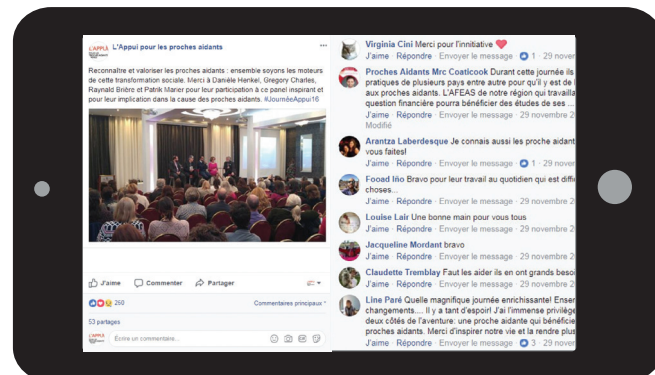 L'APPUI
L'Appui pour les proches aidants
Reconnaître et valoriser les proches aidants : ensemble soyons les moteurs
de cette transformation sociale. Merci à Danièle Henkel, Gregory Charles,
Raynald Brière et Patrik Marier pour leur participation à ce panel inspirant et
pour leur implication dans la cause des proches aidants. #JournéeAppui16
J'aime Commenter Partager
250 Commentaires principaux
53 partages
L'APPUI
Écrire un commentaire...
Virginia Cini Merci pour l'innitiative
J'aime · Répondre · Envoyer le message · 1 · 29 nover
Proches Aidants Mrc Coaticook Durant cette journée ils
pratiques de plusieurs pays entre autre pour qu'il y est de l
aux proches aidants. L'AFEAS de notre région qui travailla
question financière pourra bénéficier des études de ses ...
J'aime · Répondre · Envoyer le message · 29 novembre 2
Modifié
Arantza Laberdesque Je connais aussi les proche aidant
vous faites!
J'aime · Répondre · Envoyer le message · 1 · 29 nover
Fooad Iño Bravo pour leur travail au quotidien qui est diffi
choses...
J'aime · Répondre · Envoyer le message · 29 novembre 2
Louise Lair Une bonne main pour vous tous
J'aime · Répondre · Envoyer le message · 29 novembre 2
Jacqueline Mordant bravo
J'aime · Répondre · Envoyer le message · 29 novembre 2
Claudette Tremblay Faut les aider ils en ont grands besoi
J'aime · Répondre · Envoyer le message · 29 novembre 2
Line Paré Quelle magnifique journée enrichissante! Enser
changements.... Il y a tant d'espoir! J'ai l'immense privilège
deux côtés de l'aventure: une proche aidante qui bénéficie
proches aidants. Merci d'inspirer notre vie et la rendre plus
J'aime · Répondre · Envoyer le message · 3 · 29 nover